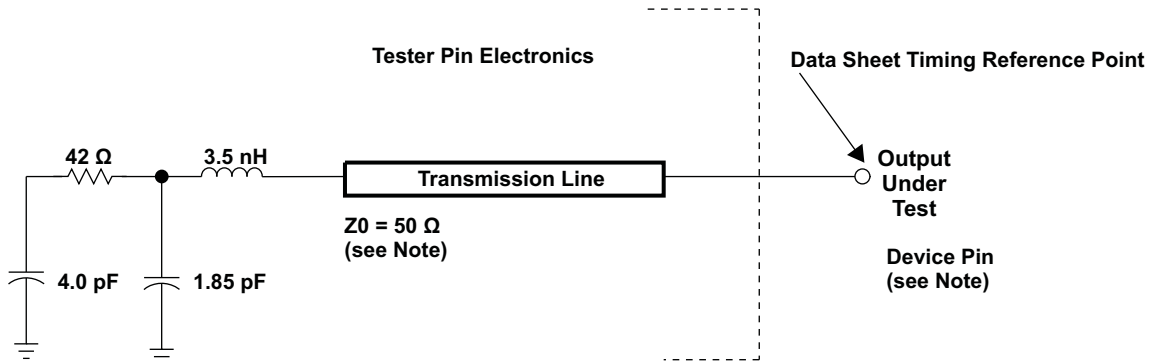 Tester Pin Electronics
Data Sheet Timing Reference Point
42 Ω
3.5 nH
Transmission Line
Output
Under
Test
Z0 = 50 Ω
(see Note)
Device Pin
(see Note)
4.0 pF
1.85 pF